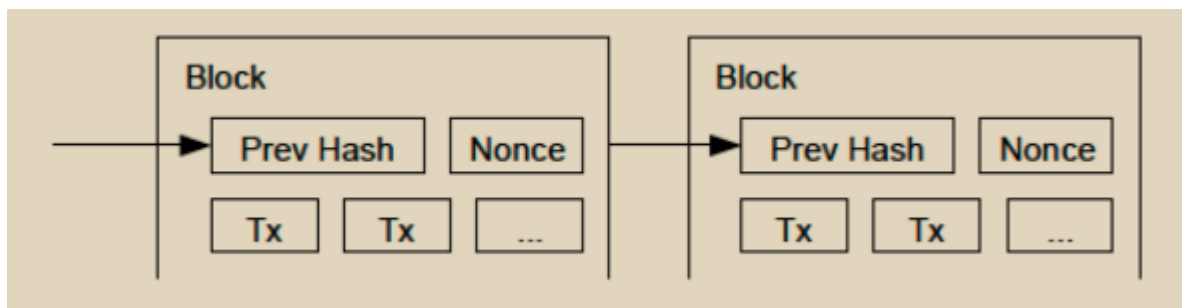 Block Block
Prev Hash Nonce Prev Hash Nonce
Tx Tx ... Tx Tx ...